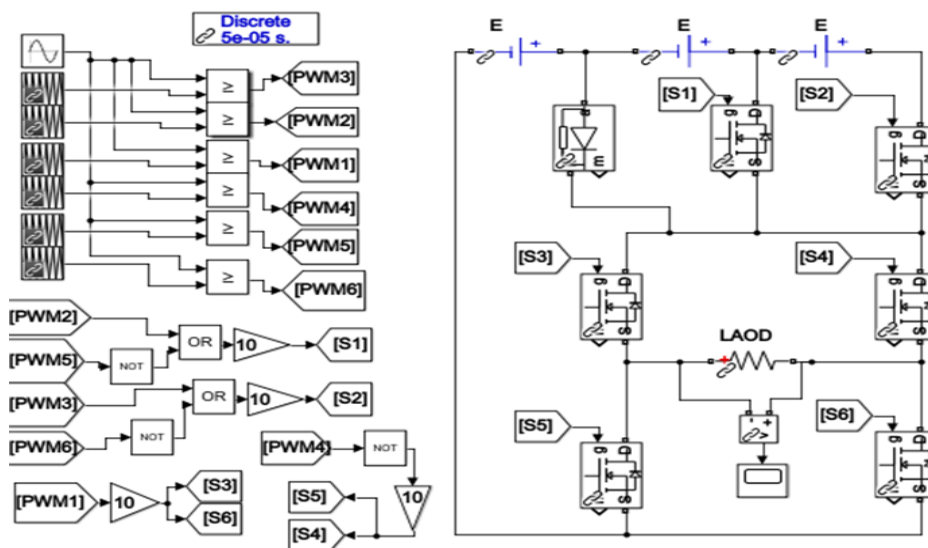 Discrete
5e-05 s.
≥
[PWM3]
≥
[PWM2]
≥
[PWM1]
≥
[PWM4]
≥
[PWM5]
≥
[PWM6]
[PWM2]
[PWM5]
NOT
OR
10
[S1]
[PWM3]
[PWM6]
NOT
OR
10
[S2]
[PWM1]
10
[S3]
[S6]
[PWM4]
NOT
10
[S5]
[S4]
E
+
E
+
E
+
[S1]
g
D
S
[S2]
g
D
S
m
[S3]
g
D
S
[S4]
g
D
S
LAOD
+
[S5]
g
D
S
-
+
v
[S6]
g
D
S